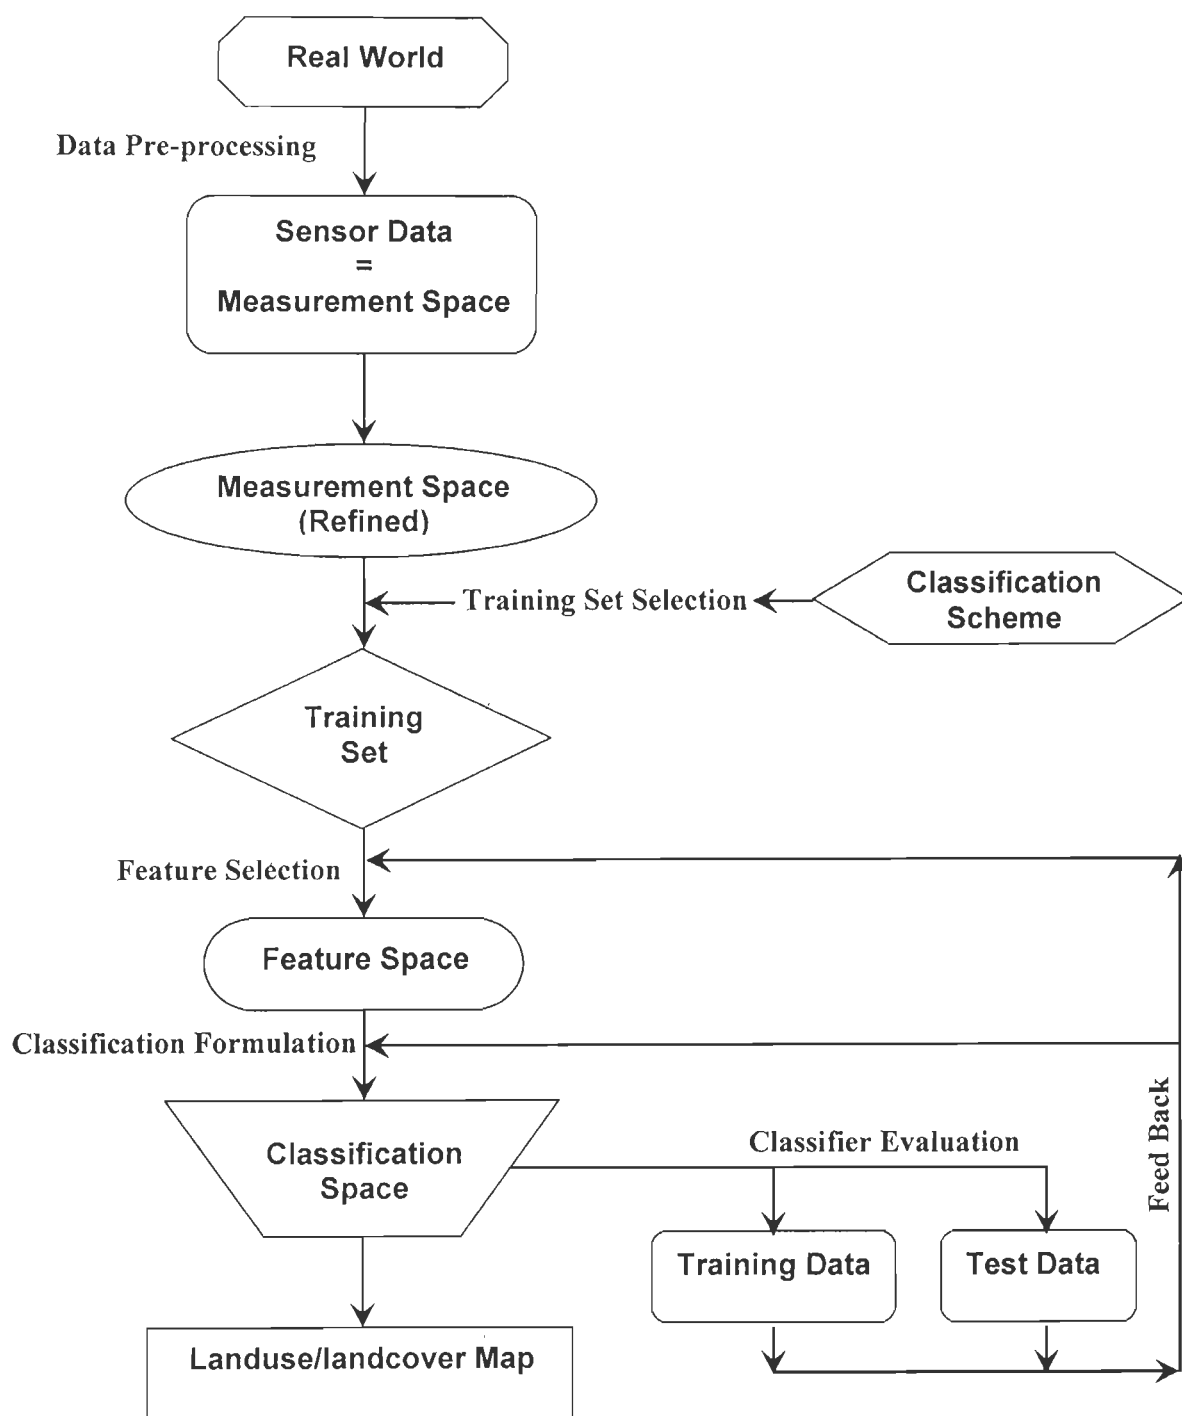 Real World
Data Pre-processing
Sensor Data
=
Measurement Space
Measurement Space
(Refined)
Training Set Selection
Classification
Scheme
Training
Set
Feature Selection
Feature Space
Classification Formulation
Classification
Space
Classifier Evaluation
Feed Back
Training Data
Test Data
Landuse/landcover Map